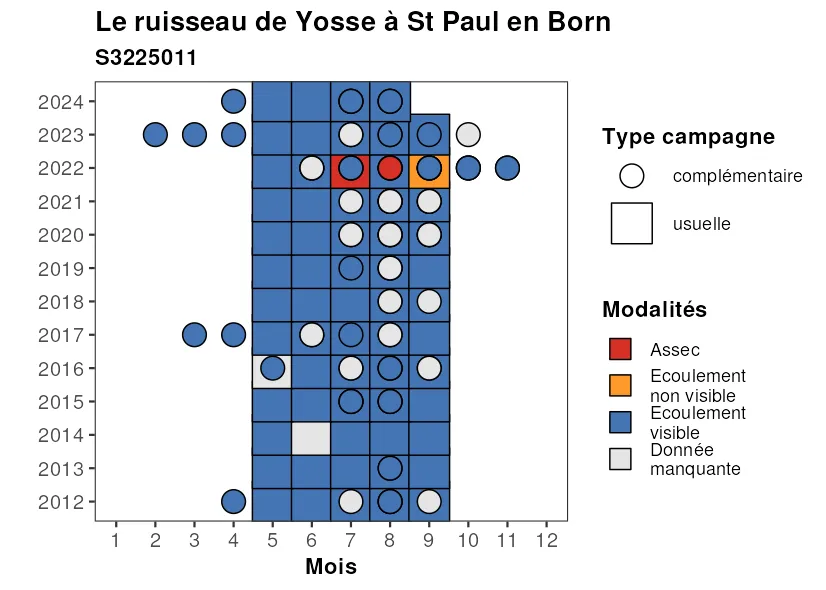 Le ruisseau de Yosse à St Paul en Born
S3225011
2024
2023
2022
2021
2020
2019
2018
2017
2016
2015
2014
2013
2012
1 2 3 4 5 6 7 8 9 10 11 12
Mois
Type campagne
complémentaire
usuelle
Modalités
Assec
Ecoulement
non visible
Ecoulement
visible
Donnée
manquante